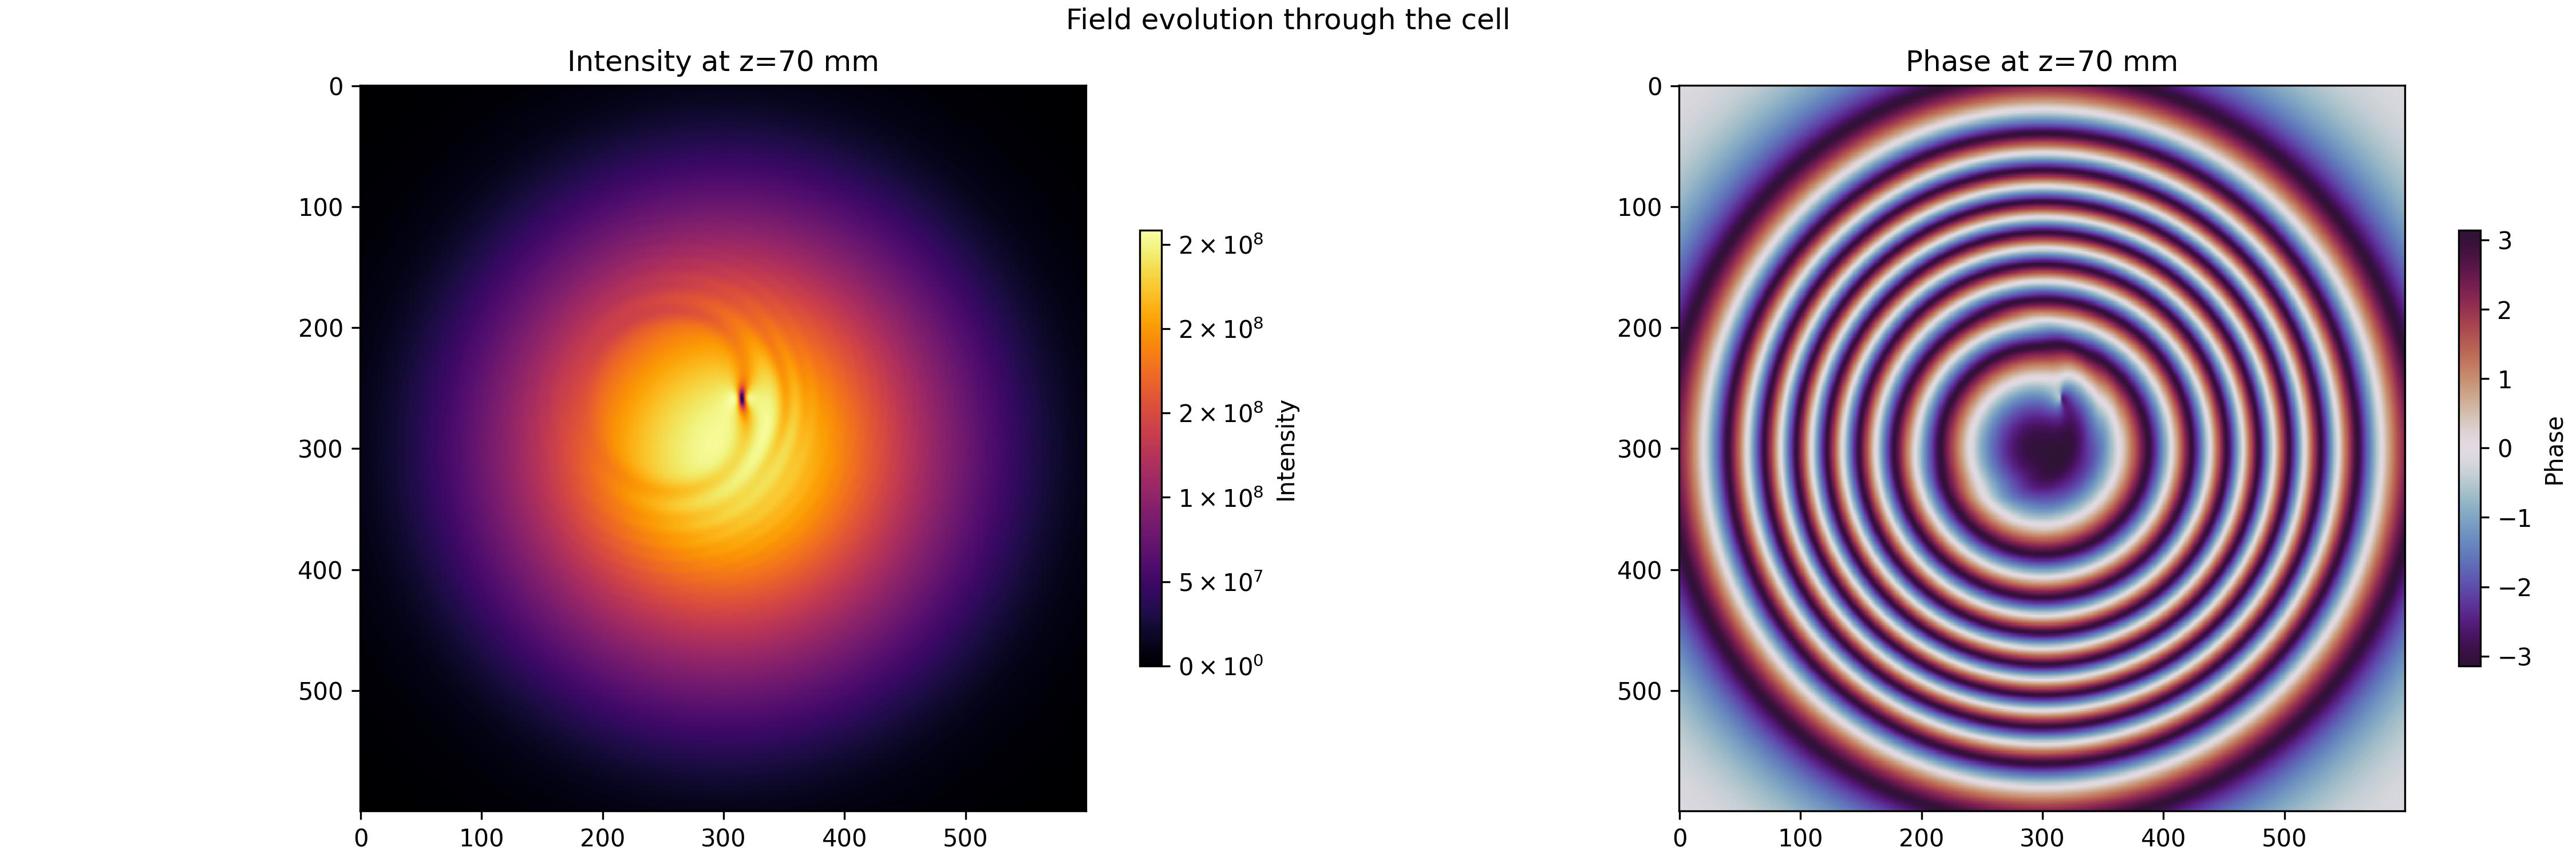 Field evolution through the cell
Intensity at z=70 mm
0
100
200
300
400
500
0 100 200 300 400 500
2 × 10⁸
2 × 10⁸
2 × 10⁸
1 × 10⁸
5 × 10⁷
0 × 10⁰
Intensity
Phase at z=70 mm
0
100
200
300
400
500
0 100 200 300 400 500
3
2
1
0
−1
−2
−3
Phase